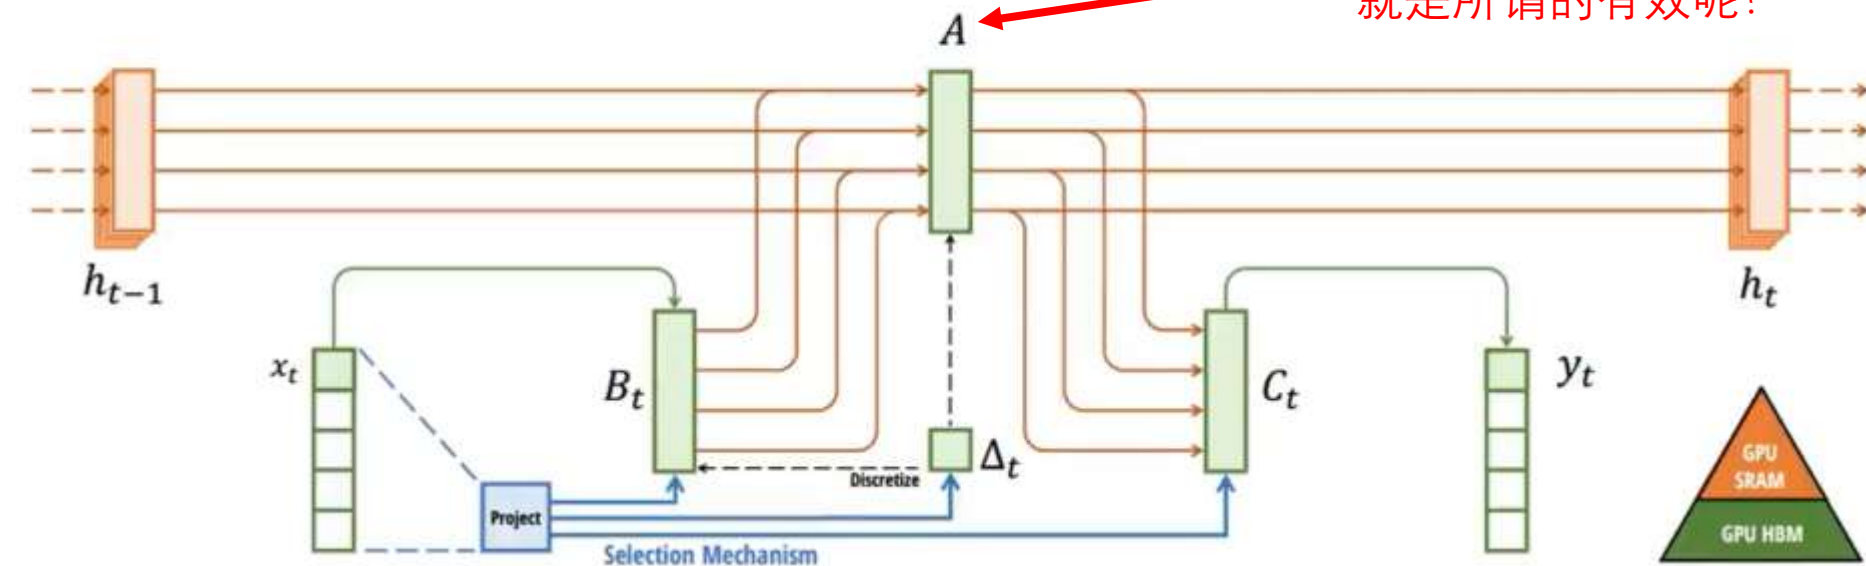 就是所谓的有效呢?
A
h_{t-1}
h_t
x_t
B_t
C_t
y_t
Δ_t
Discretize
Project
Selection Mechanism
GPU
SRAM
GPU HBM